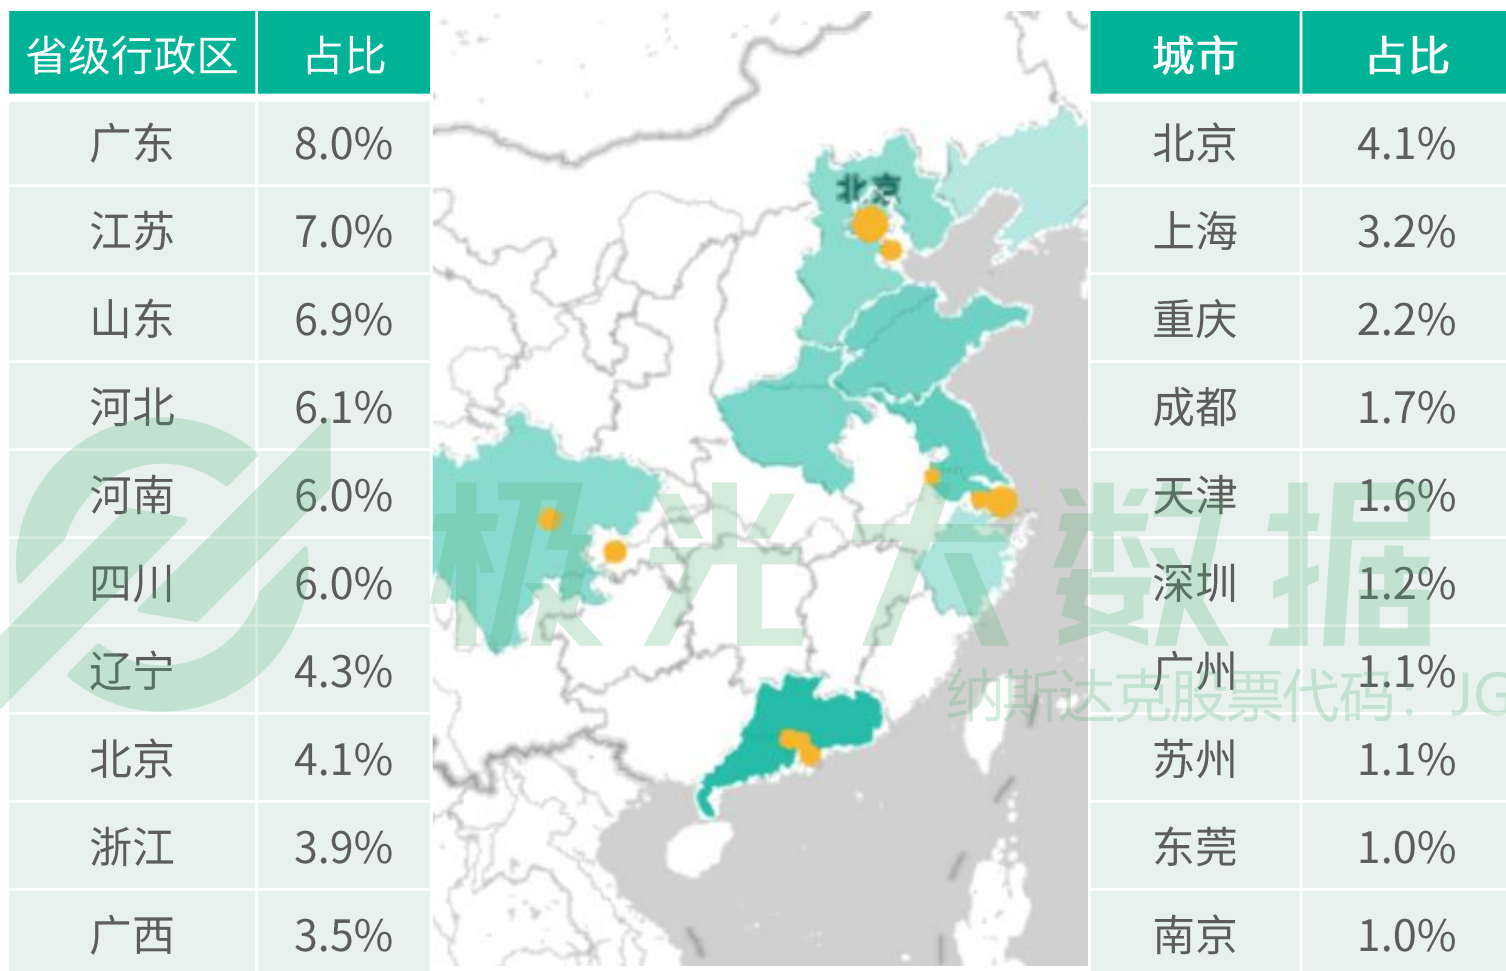 省级行政区 占比
广东 8.0%
江苏 7.0%
山东 6.9%
河北 6.1%
河南 6.0%
四川 6.0%
辽宁 4.3%
北京 4.1%
浙江 3.9%
广西 3.5%
北京
城市 占比
北京 4.1%
上海 3.2%
重庆 2.2%
成都 1.7%
天津 1.6%
深圳 1.2%
广州 1.1%
苏州 1.1%
东莞 1.0%
南京 1.0%
极光大数据
纳斯达克股票代码：JG